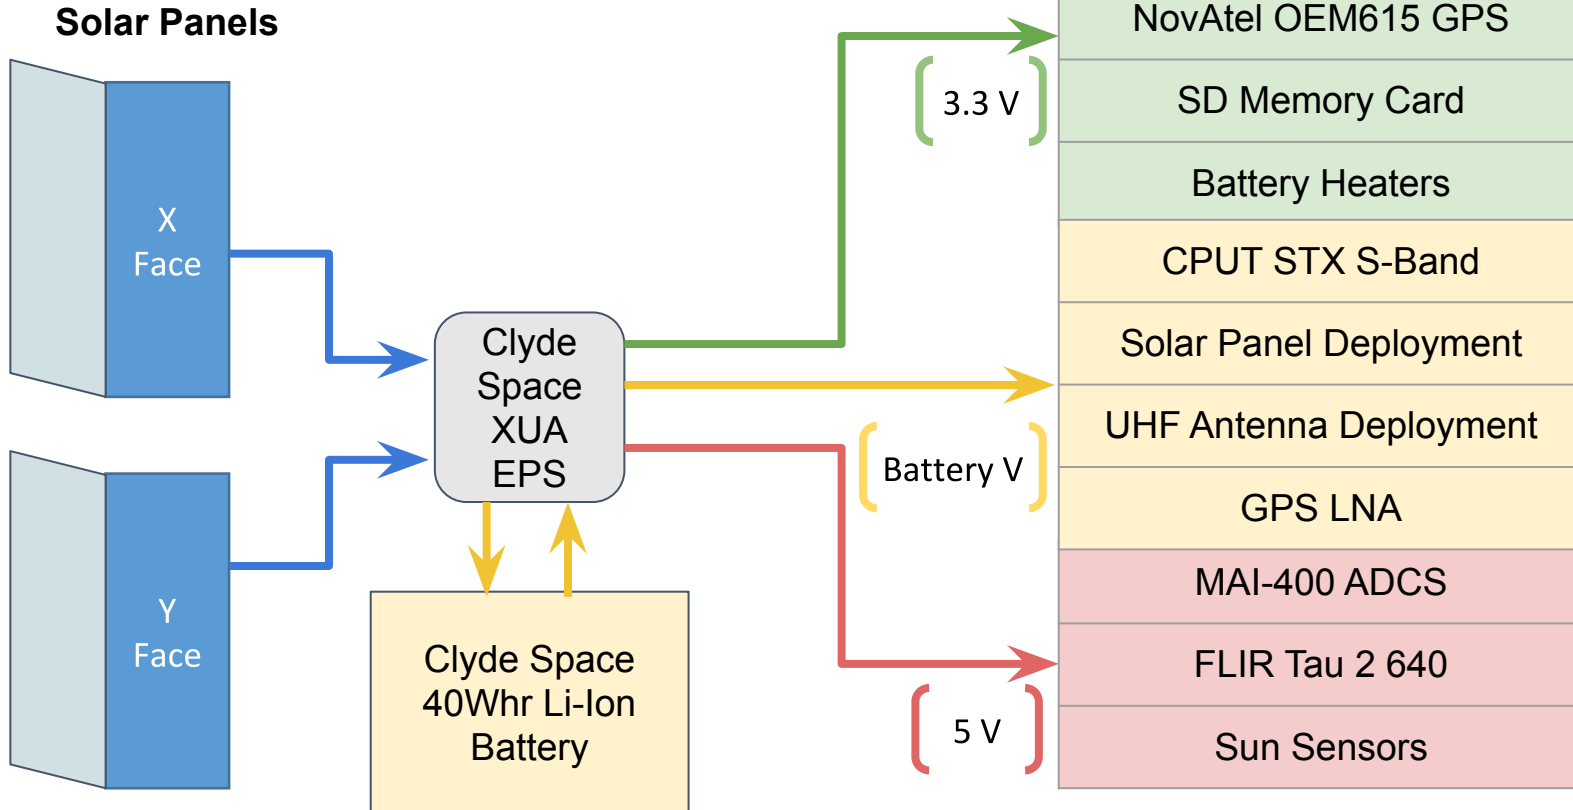 Solar Panels
X
Face
Y
Face
Clyde
Space
XUA
EPS
Clyde Space
40Whr Li-Ion
Battery
3.3 V
Battery V
5 V
NovAtel OEM615 GPS
SD Memory Card
Battery Heaters
CPUT STX S-Band
Solar Panel Deployment
UHF Antenna Deployment
GPS LNA
MAI-400 ADCS
FLIR Tau 2 640
Sun Sensors